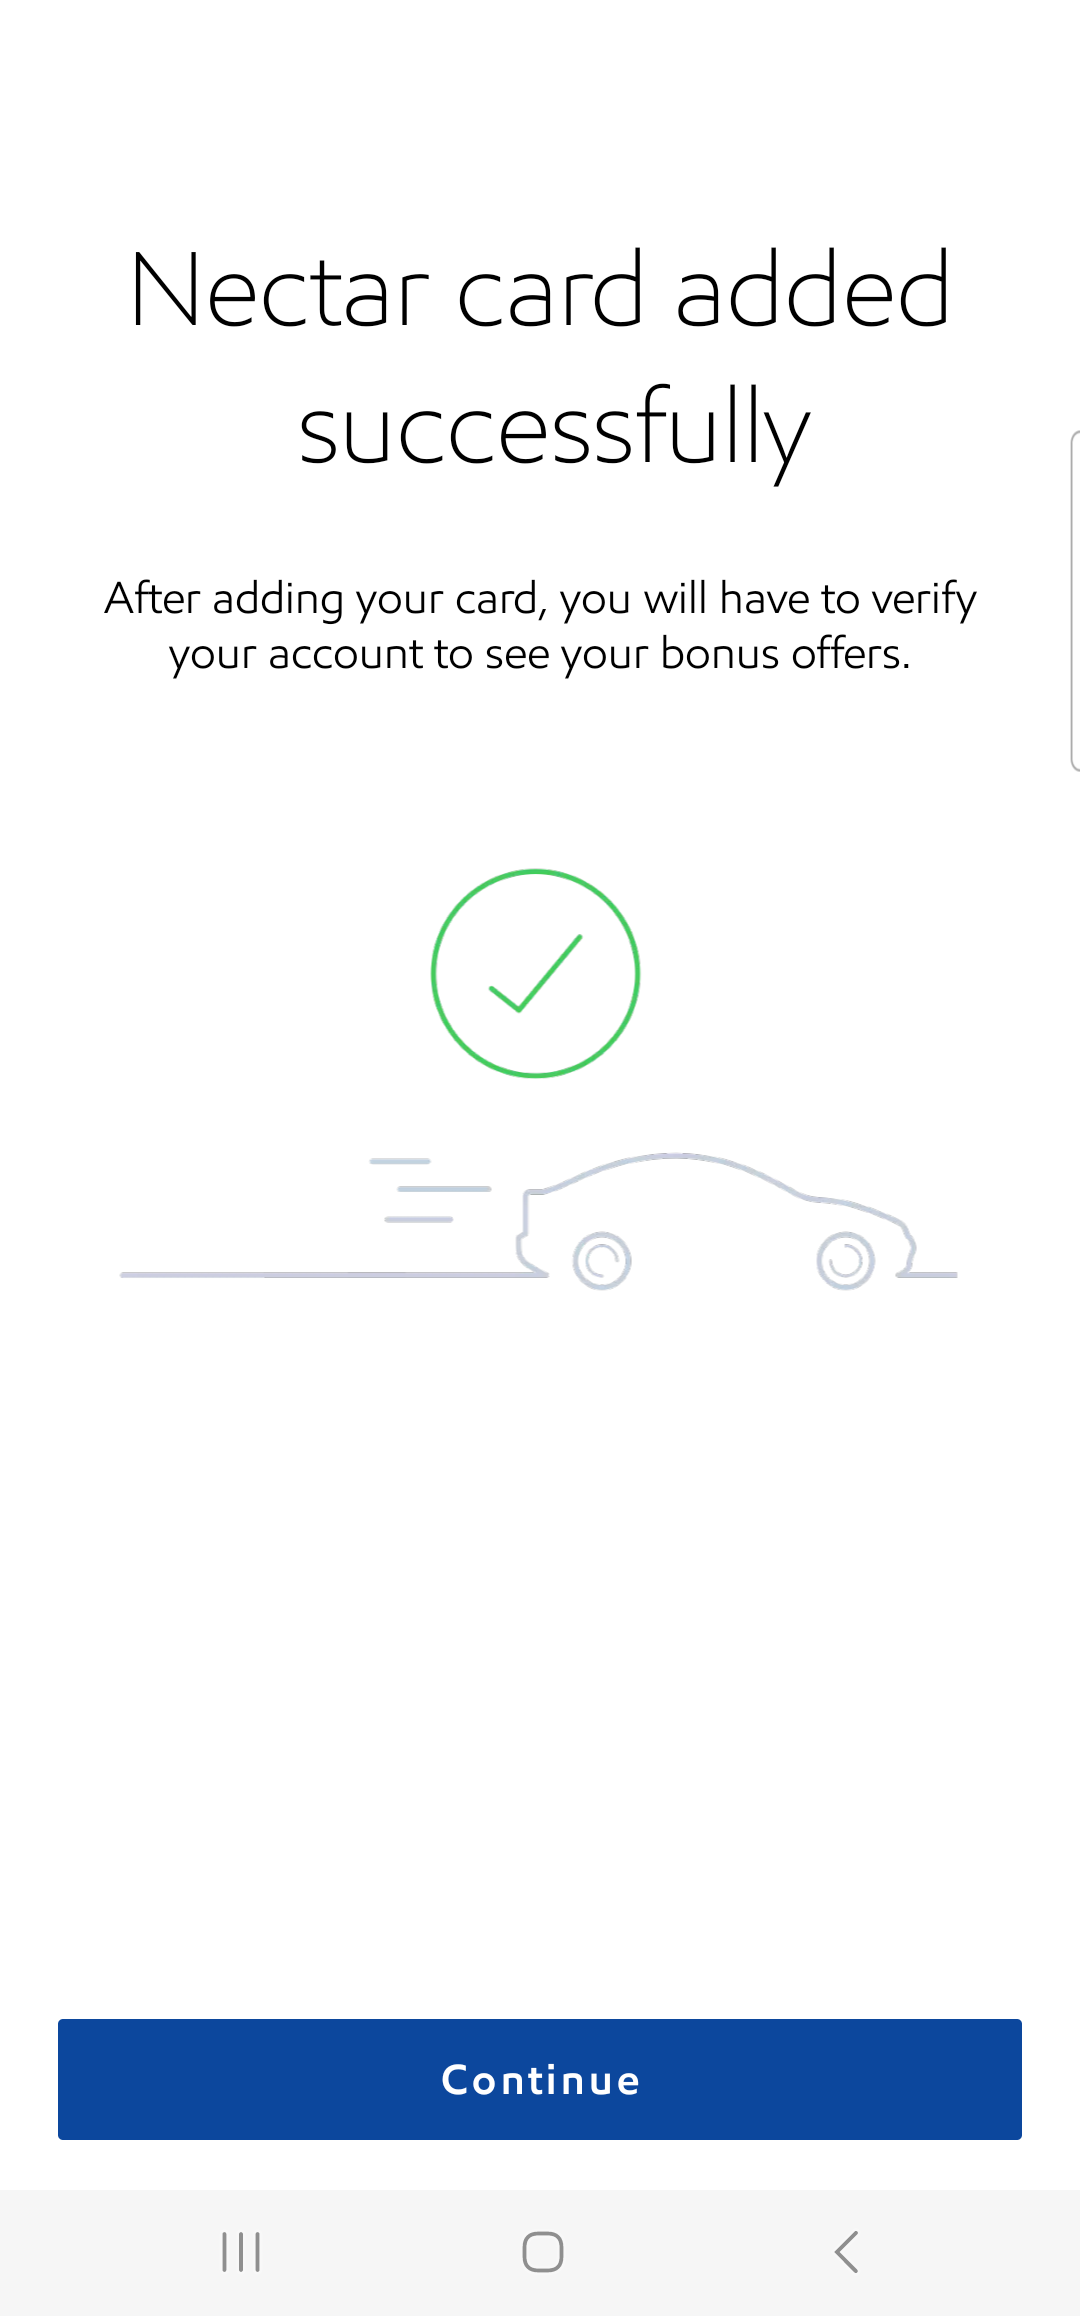 Nectar card added
successfully
After adding your card, you will have to verify
your account to see your bonus offers.
Continue